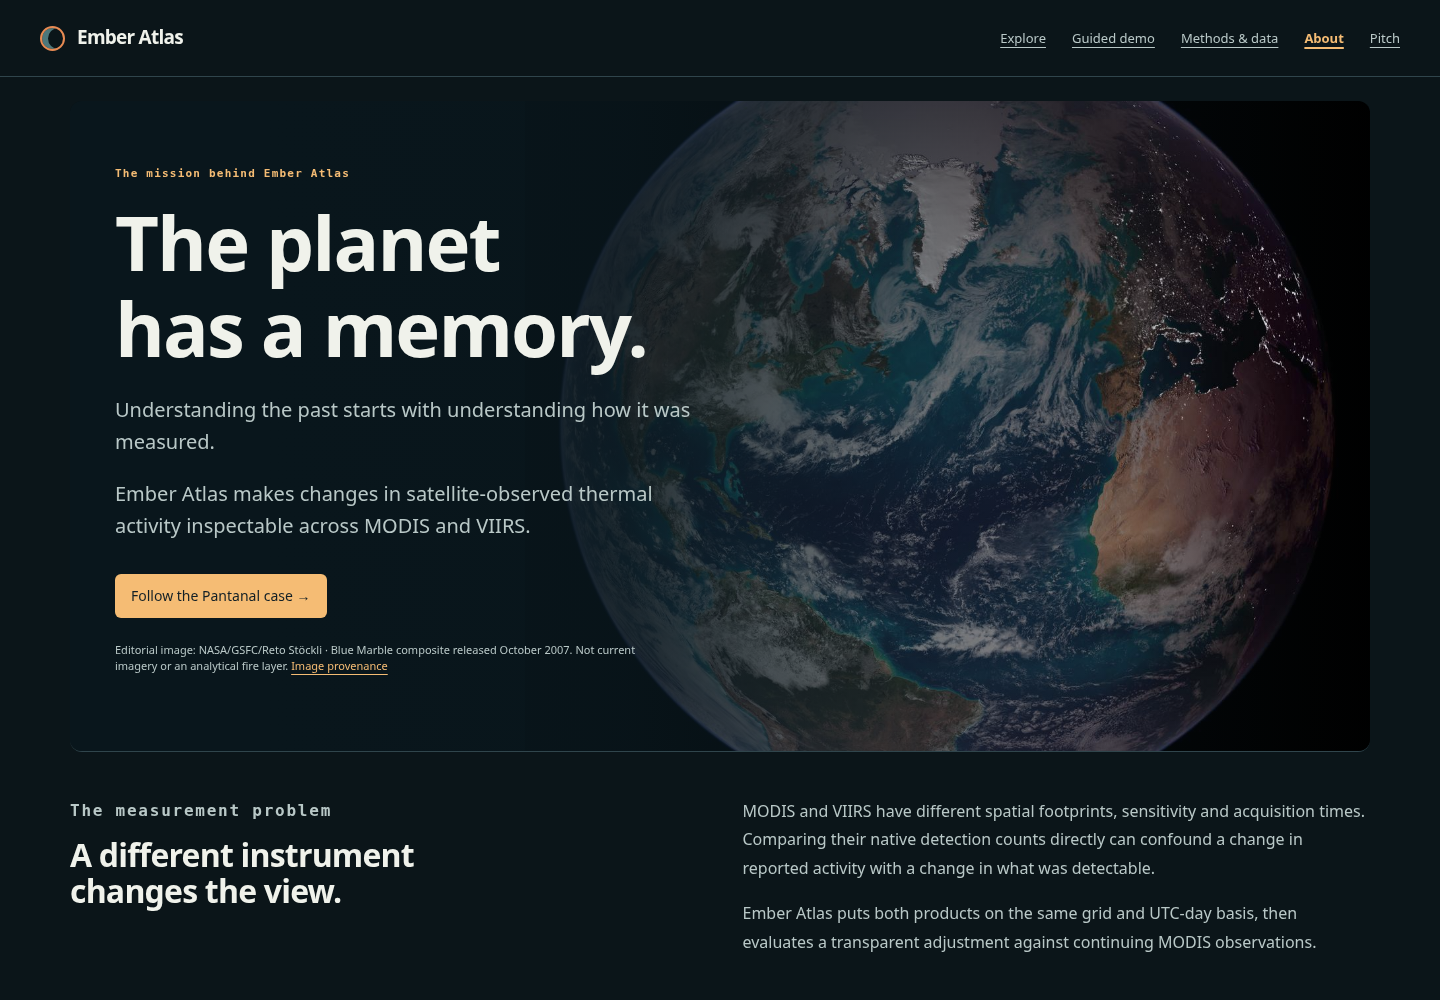 Ember Atlas
Explore
Guided demo
Methods & data
About
Pitch
The mission behind Ember Atlas
The planet
has a memory.
Understanding the past starts with understanding how it was
measured.
Ember Atlas makes changes in satellite-observed thermal
activity inspectable across MODIS and VIIRS.
Follow the Pantanal case →
Editorial image: NASA/GSFC/Reto Stöckli · Blue Marble composite released October 2007. Not current
imagery or an analytical fire layer. Image provenance
The measurement problem
A different instrument
changes the view.
MODIS and VIIRS have different spatial footprints, sensitivity and acquisition times.
Comparing their native detection counts directly can confound a change in
reported activity with a change in what was detectable.
Ember Atlas puts both products on the same grid and UTC-day basis, then
evaluates a transparent adjustment against continuing MODIS observations.